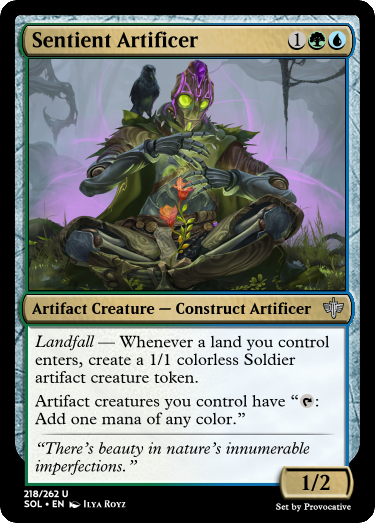 Sentient Artificer 1
Artifact Creature — Construct Artificer
Landfall — Whenever a land you control
enters, create a 1/1 colorless Soldier
artifact creature token.
Artifact creatures you control have “:
Add one mana of any color.”
“There’s beauty in nature’s innumerable
imperfections.”
1/2
218/262 U
SOL • EN Ilya Royz
Set by Provocative